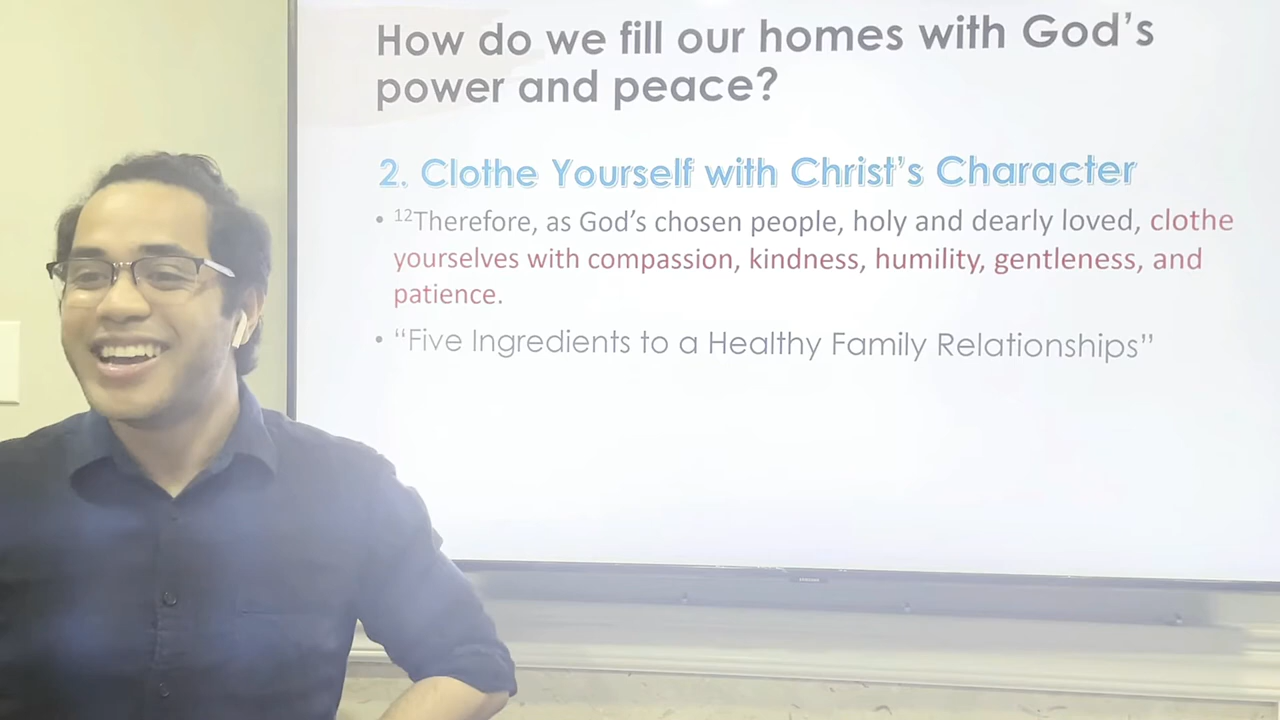 How do we fill our homes with God's
power and peace?
2. Clothe Yourself with Christ's Character
• ¹²Therefore, as God's chosen people, holy and dearly loved, clothe
yourselves with compassion, kindness, humility, gentleness, and
patience.
• “Five Ingredients to a Healthy Family Relationships”
SAMSUNG